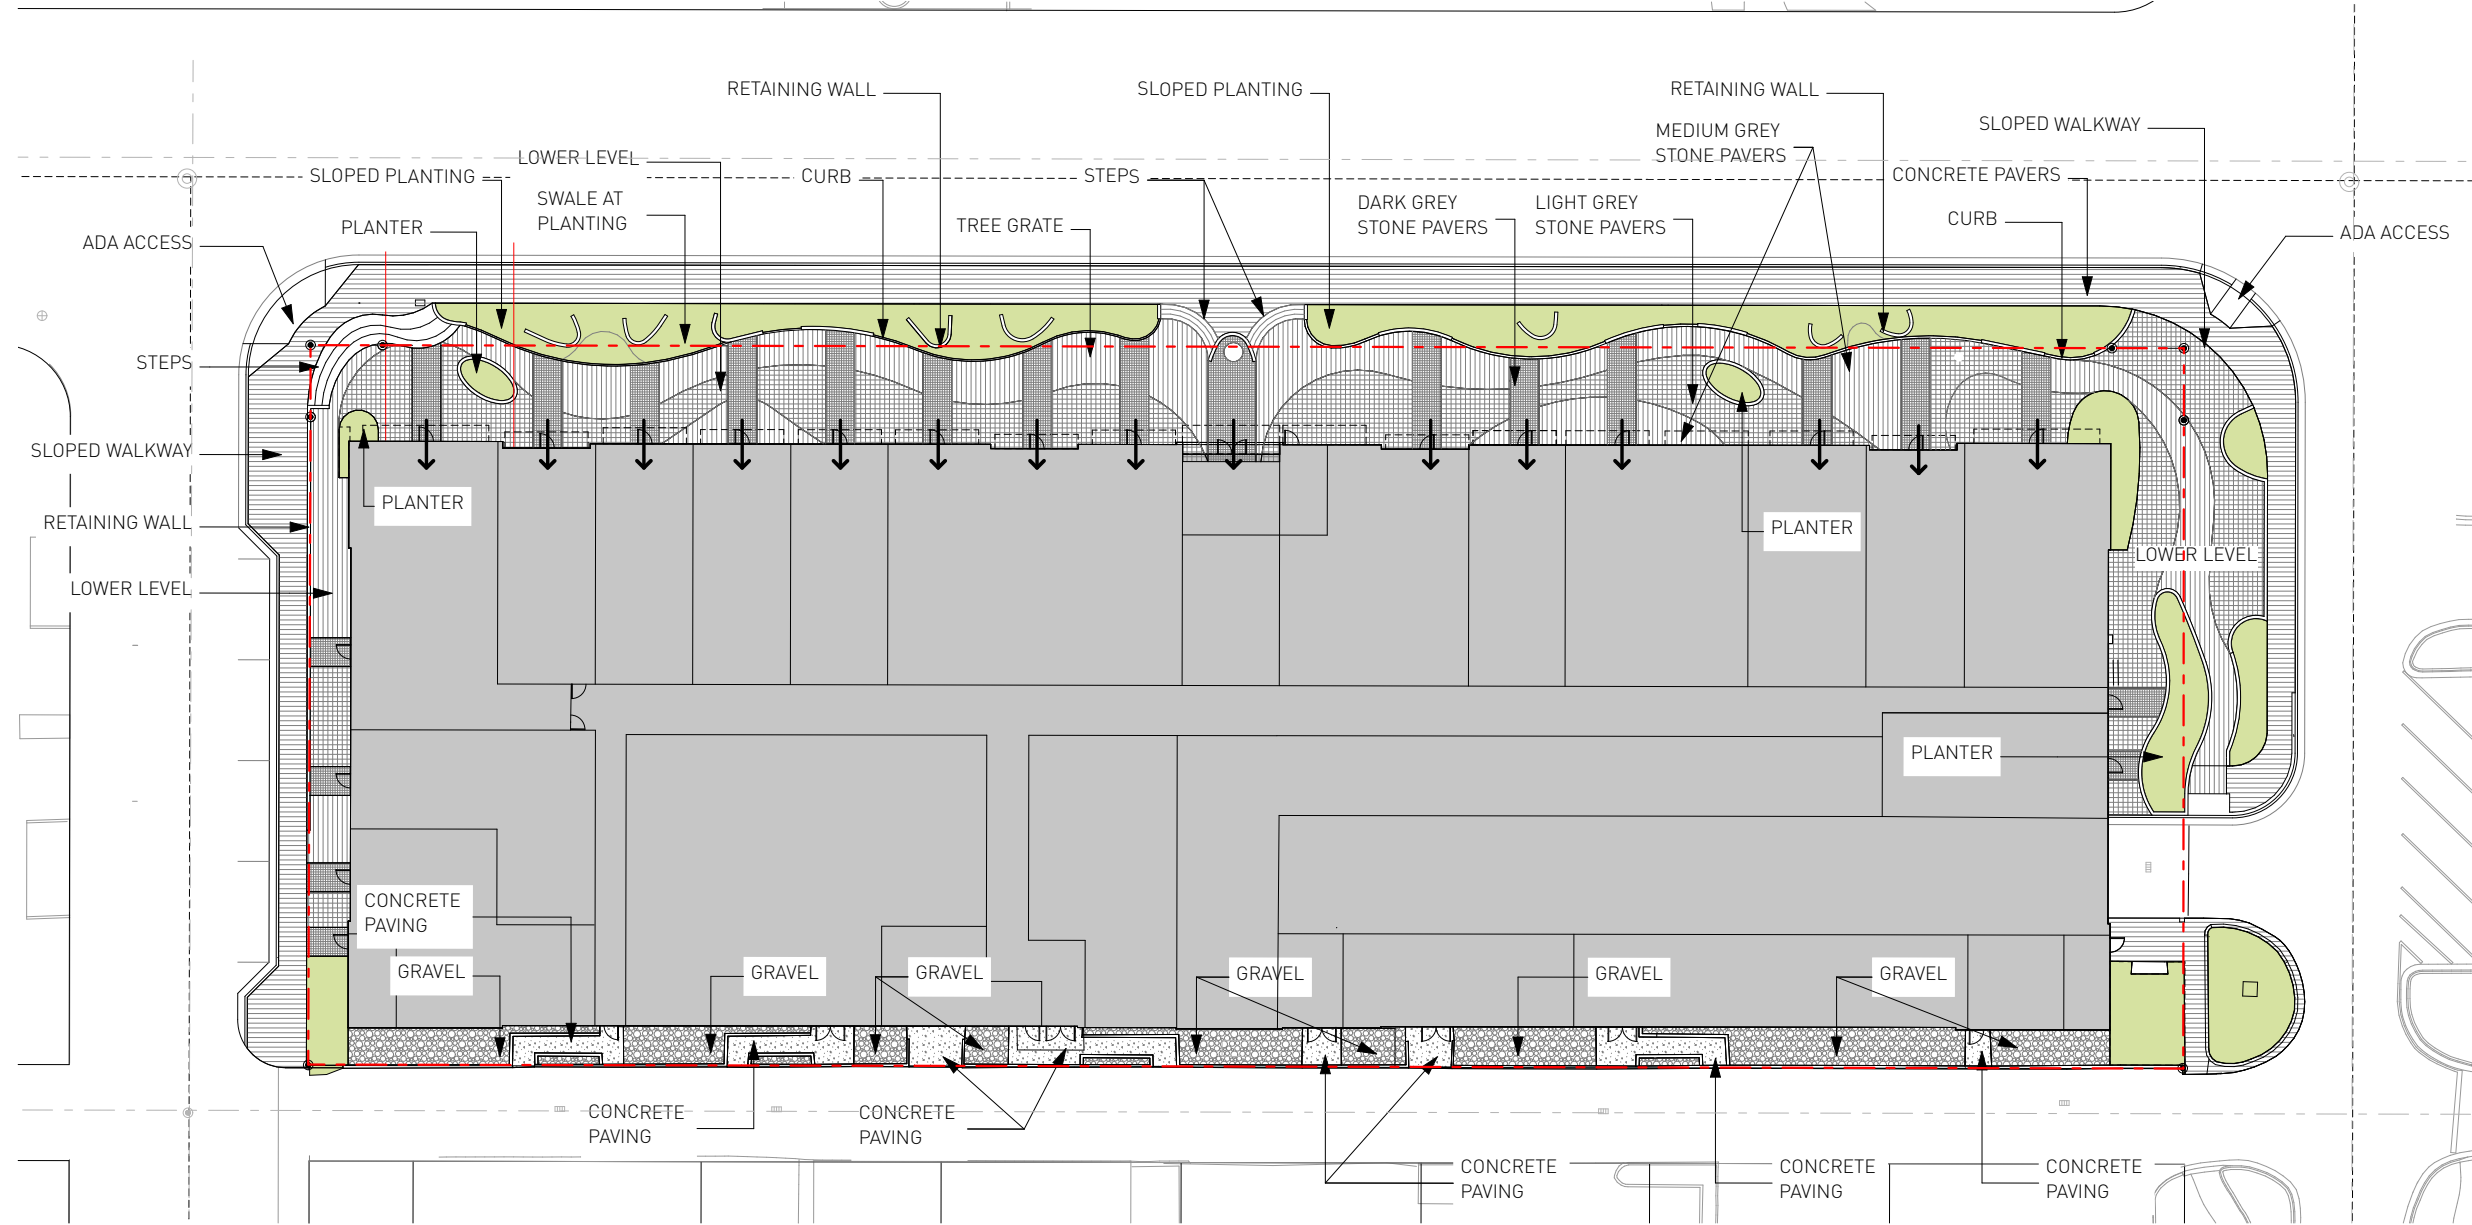 RETAINING WALL
SLOPED PLANTING
RETAINING WALL
SLOPED WALKWAY
MEDIUM GREY
STONE PAVERS
LOWER LEVEL
SLOPED PLANTING
CURB
STEPS
CONCRETE PAVERS
SWALE AT
PLANTING
DARK GREY
STONE PAVERS
LIGHT GREY
STONE PAVERS
CURB
PLANTER
TREE GRATE
ADA ACCESS
ADA ACCESS
STEPS
SLOPED WALKWAY
PLANTER
RETAINING WALL
PLANTER
LOWER LEVEL
LOWER LEVEL
PLANTER
CONCRETE
PAVING
GRAVEL
GRAVEL
GRAVEL
GRAVEL
GRAVEL
GRAVEL
CONCRETE
PAVING
CONCRETE
PAVING
CONCRETE
PAVING
CONCRETE
PAVING
CONCRETE
PAVING